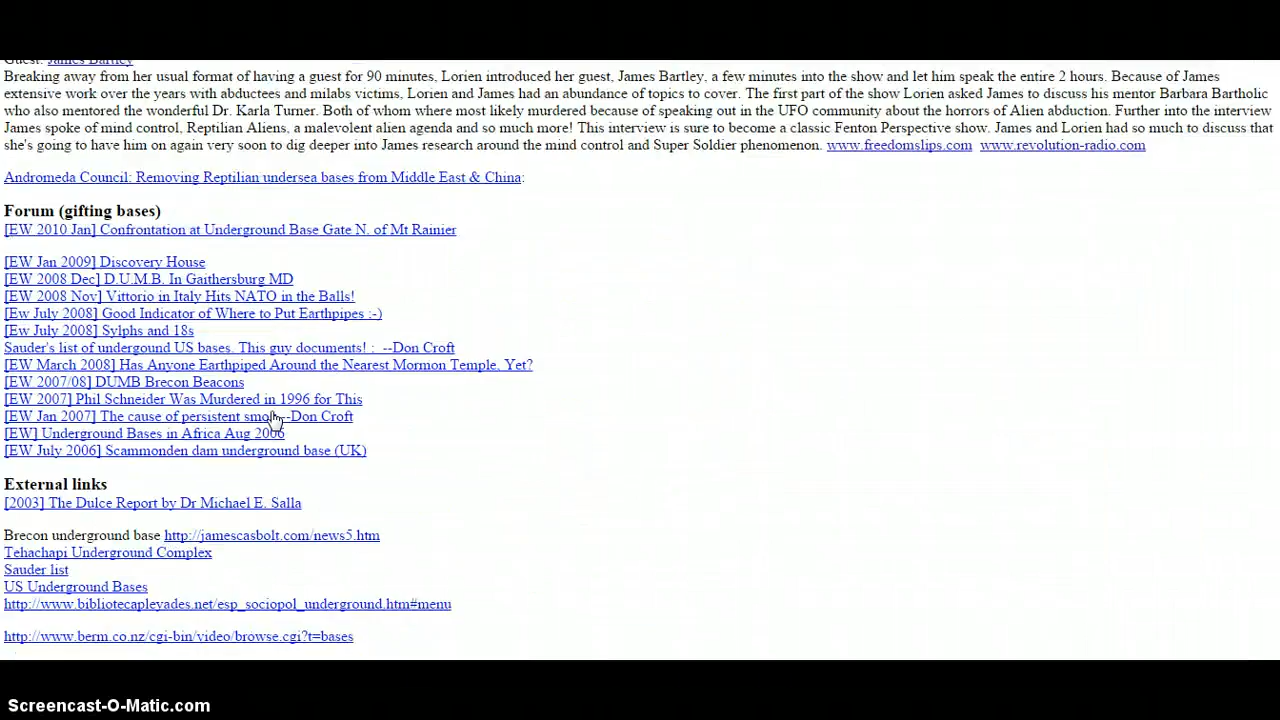 Guest: James Bartley
Breaking away from her usual format of having a guest for 90 minutes, Lorien introduced her guest, James Bartley, a few minutes into the show and let him speak the entire 2 hours. Because of James
extensive work over the years with abductees and milabs victims, Lorien and James had an abundance of topics to cover. The first part of the show Lorien asked James to discuss his mentor Barbara Bartholic
who also mentored the wonderful Dr. Karla Turner. Both of whom where most likely murdered because of speaking out in the UFO community about the horrors of Alien abduction. Further into the interview
James spoke of mind control, Reptilian Aliens, a malevolent alien agenda and so much more! This interview is sure to become a classic Fenton Perspective show. James and Lorien had so much to discuss that
she's going to have him on again very soon to dig deeper into James research around the mind control and Super Soldier phenomenon. www.freedomslips.com www.revolution-radio.com
Andromeda Council: Removing Reptilian undersea bases from Middle East & China:
Forum (gifting bases)
[EW 2010 Jan] Confrontation at Underground Base Gate N. of Mt Rainier
[EW Jan 2009] Discovery House
[EW 2008 Dec] D.U.M.B. In Gaithersburg MD
[EW 2008 Nov] Vittorio in Italy Hits NATO in the Balls!
[Ew July 2008] Good Indicator of Where to Put Earthpipes :-)
[Ew July 2008] Sylphs and 18s
Sauder's list of undergound US bases. This guy documents! : --Don Croft
[EW March 2008] Has Anyone Earthpiped Around the Nearest Mormon Temple, Yet?
[EW 2007/08] DUMB Brecon Beacons
[EW 2007] Phil Schneider Was Murdered in 1996 for This
[EW Jan 2007] The cause of persistent smog--Don Croft
[EW] Underground Bases in Africa Aug 2006
[EW July 2006] Scammonden dam underground base (UK)
External links
[2003] The Dulce Report by Dr Michael E. Salla
Brecon underground base http://jamescasbolt.com/news5.htm
Tehachapi Underground Complex
Sauder list
US Underground Bases
http://www.bibliotecapleyades.net/esp_sociopol_underground.htm#menu
http://www.berm.co.nz/cgi-bin/video/browse.cgi?t=bases
Screencast-O-Matic.com